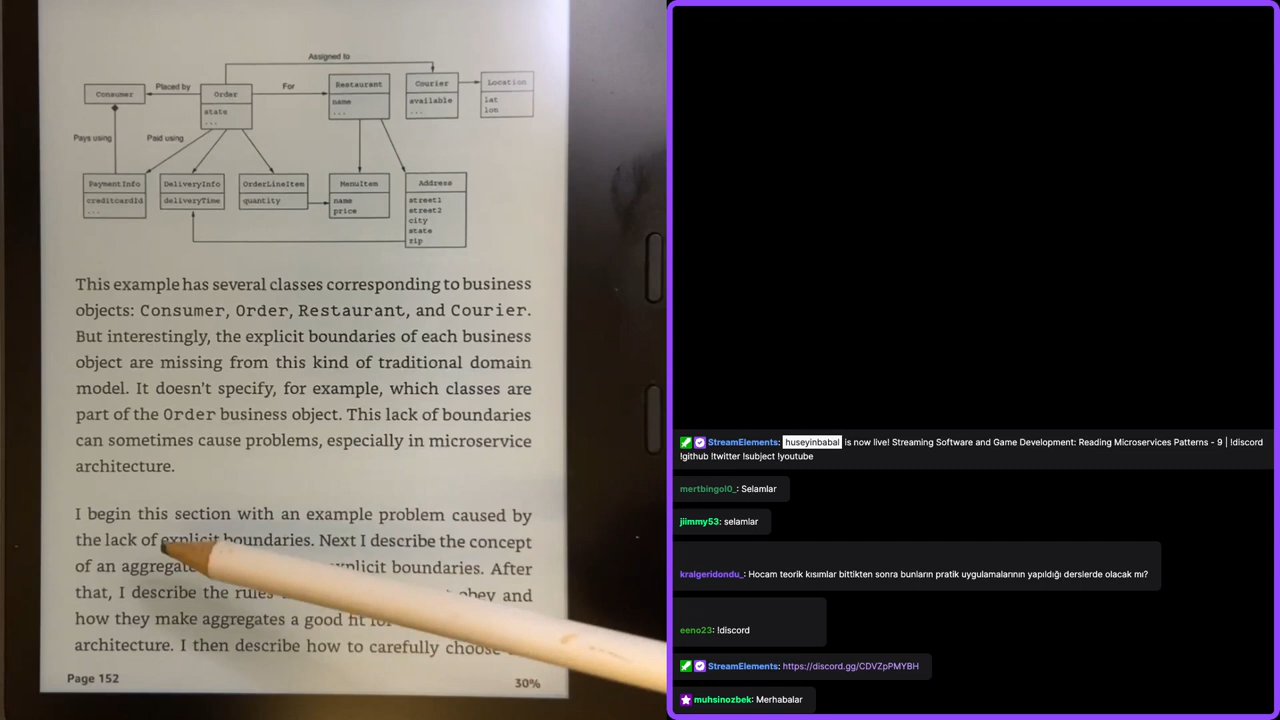 Assigned to
Consumer
Placed by
Order
state
...
For
Restaurant
name
...
Courier
available
...
Location
lat
lon
Pays using
Paid using
PaymentInfo
creditcardId
...
DeliveryInfo
deliveryTime
OrderLineItem
quantity
MenuItem
name
price
Address
street1
street2
city
state
zip
This example has several classes corresponding to business
objects: Consumer, Order, Restaurant, and Courier.
But interestingly, the explicit boundaries of each business
object are missing from this kind of traditional domain
model. It doesn't specify, for example, which classes are
part of the Order business object. This lack of boundaries
can sometimes cause problems, especially in microservice
architecture.
I begin this section with an example problem caused by
the lack of explicit boundaries. Next I describe the concept
of an aggregate explicit boundaries. After
that, I describe the rules obey and
how they make aggregates a good fit for
architecture. I then describe how to carefully choose
Page 152
30%
StreamElements: huseyinbabal is now live! Streaming Software and Game Development: Reading Microservices Patterns - 9 | !discord
!github !twitter !subject !youtube
mertbingol0_: Selamlar
jiimmy53: selamlar
kralgeridondu_: Hocam teorik kısımlar bittikten sonra bunların pratik uygulamalarının yapıldığı derslerde olacak mı?
eeno23: !discord
StreamElements: https://discord.gg/CDVZpPMYBH
muhsinozbek: Merhabalar